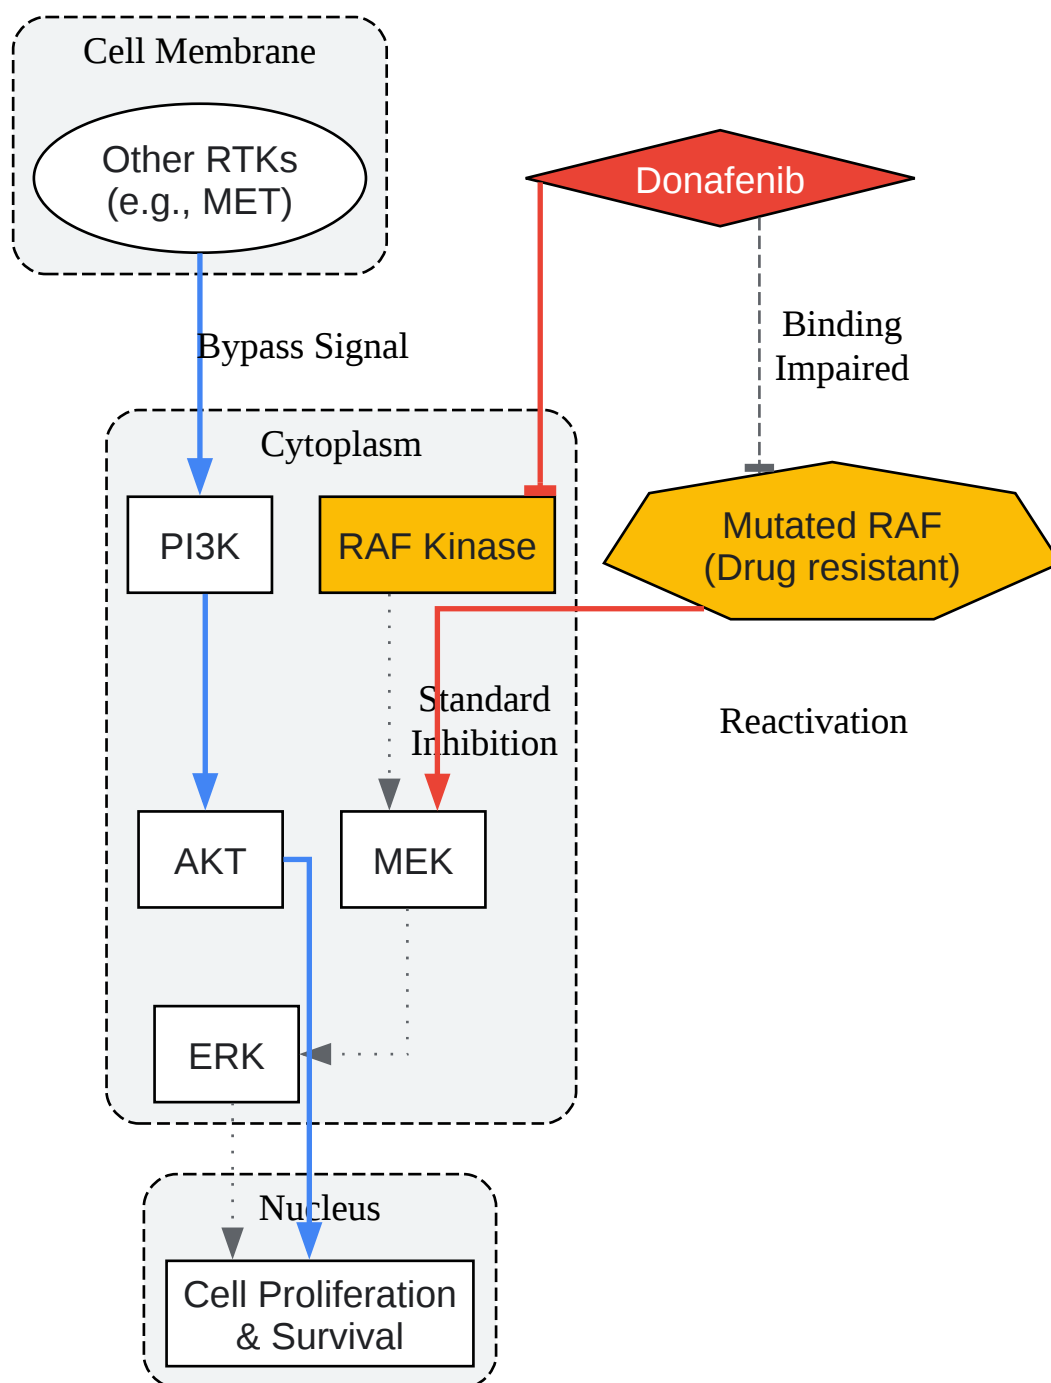 Cell Membrane
Other RTKs
(e.g., MET)
Donafenib
Bypass Signal
Binding
Impaired
Cytoplasm
PI3K
RAF Kinase
Mutated RAF
(Drug resistant)
Standard
Inhibition
Reactivation
AKT
MEK
ERK
Nucleus
Cell Proliferation
& Survival